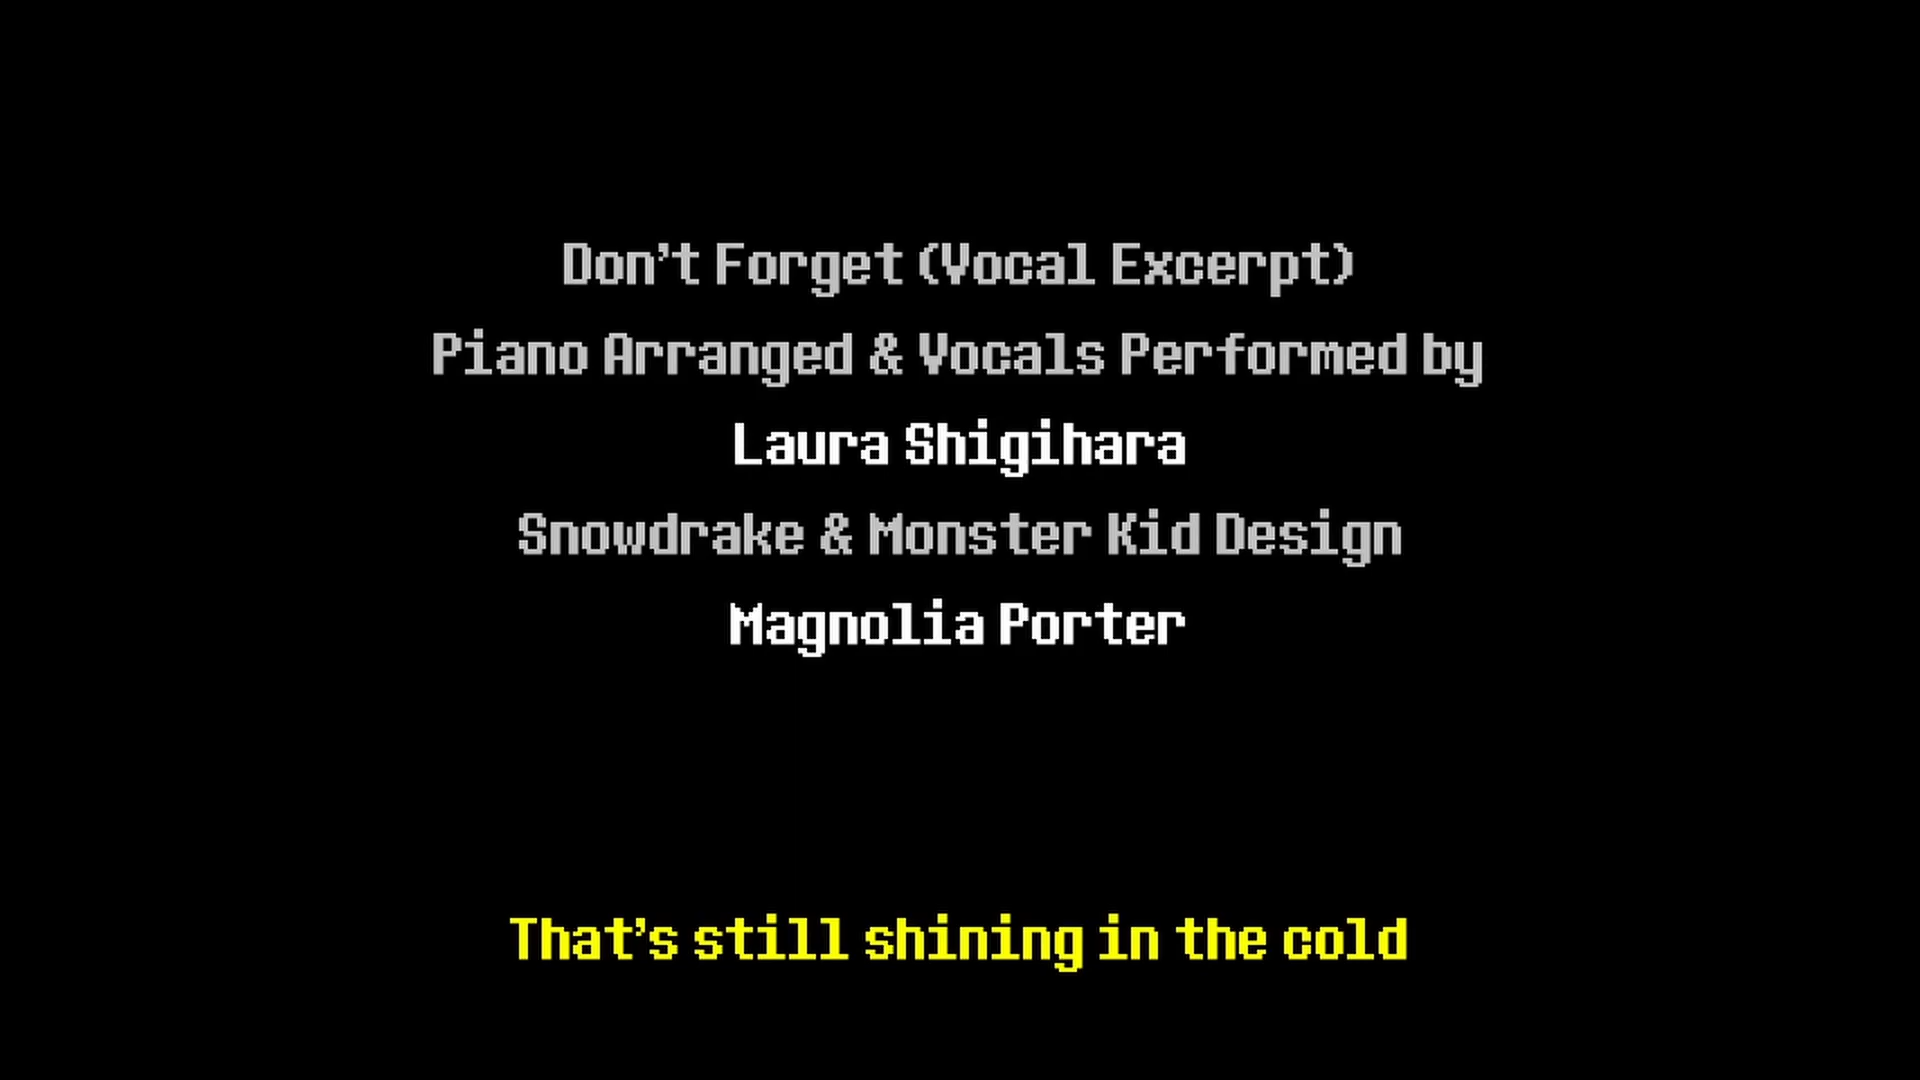 Don't Forget (Vocal Excerpt)
Piano Arranged & Vocals Performed by
Laura Shigihara
Snowdrake & Monster Kid Design
Magnolia Porter
That's still shining in the cold